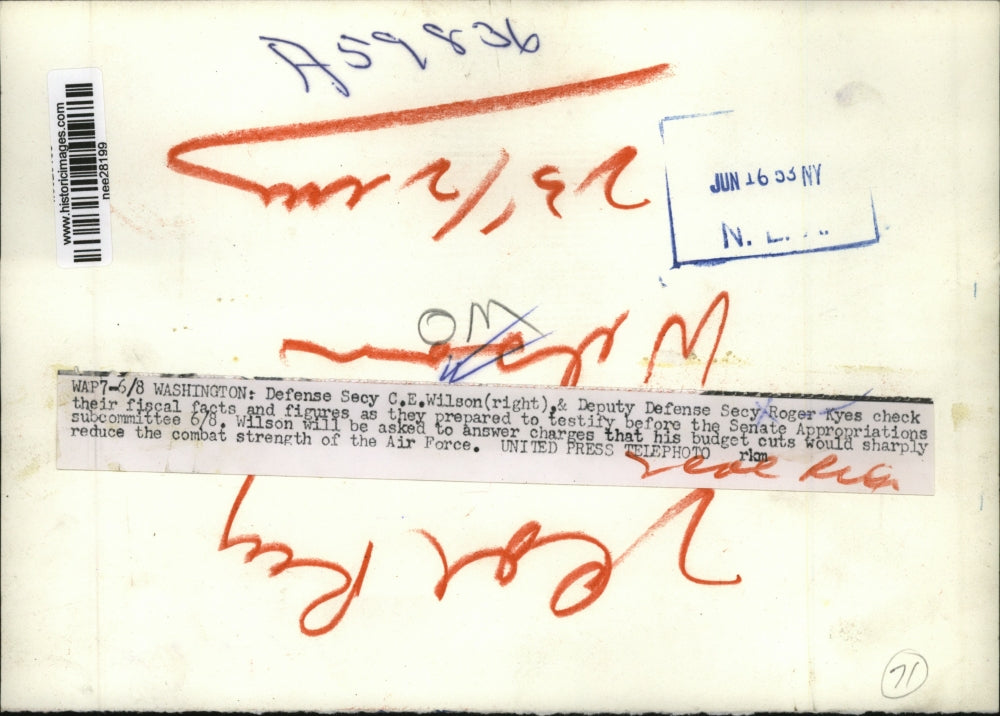 A59836
www.historicimages.com
nee28199
JUN 16 53 NY
N.
23 1/2
OM
WAP7-6/8 WASHINGTON: Defense Secy C.E.Wilson(right),& Deputy Defense Secy Roger Kyes check
their fiscal facts and figures as they prepared to testify before the Senate Appropriations
subcommittee 6/8. Wilson will be asked to answer charges that his budget cuts would sharply
reduce the combat strength of the Air Force. UNITED PRESS TELEPHOTO rkm
71